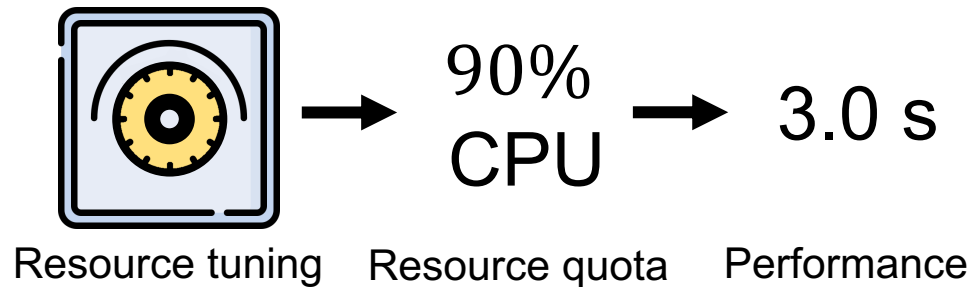 90%
CPU
3.0 s
Resource tuning
Resource quota
Performance